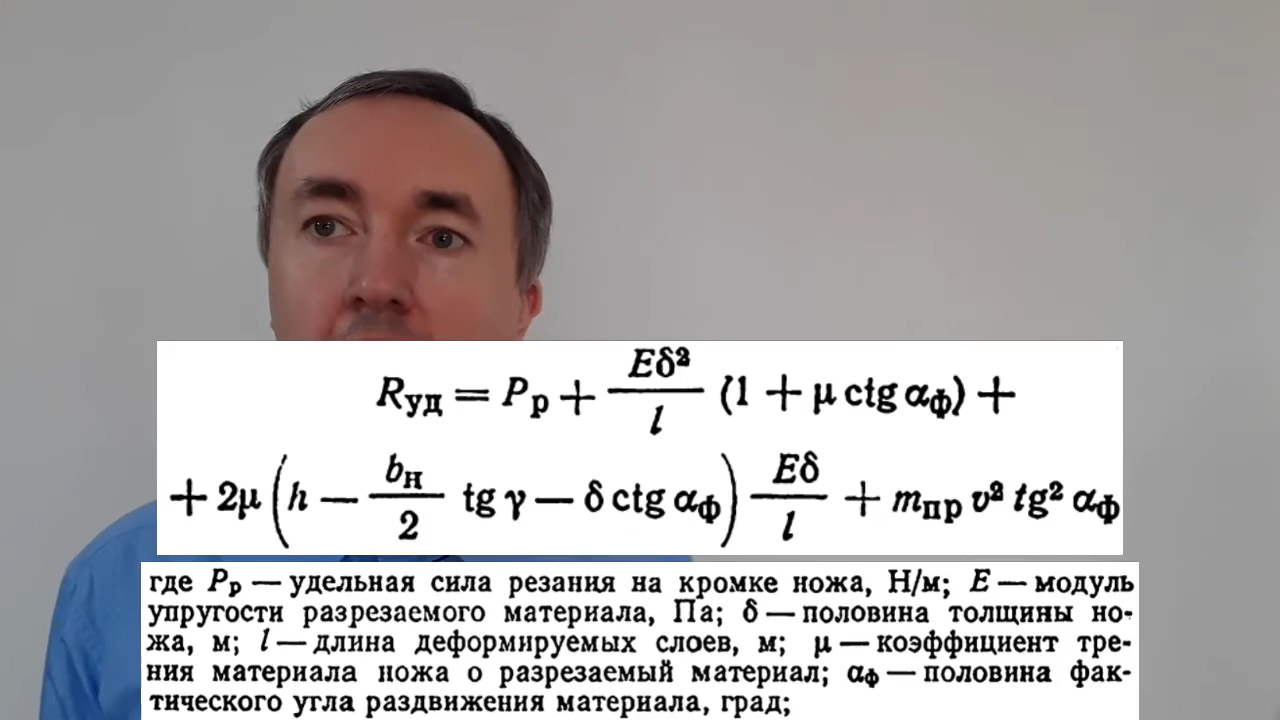 R_уд = P_р + Eδ²/l (1 + μ ctg α_ф) +
+ 2μ (h − b_н/2 tg γ − δ ctg α_ф) Eδ/l + m_пр v² tg² α_ф
где P_р — удельная сила резания на кромке ножа, Н/м; E — модуль
упругости разрезаемого материала, Па; δ — половина толщины но-
жа, м; l — длина деформируемых слоев, м; μ — коэффициент тре-
ния материала ножа о разрезаемый материал; α_ф — половина фак-
тического угла раздвижения материала, град;